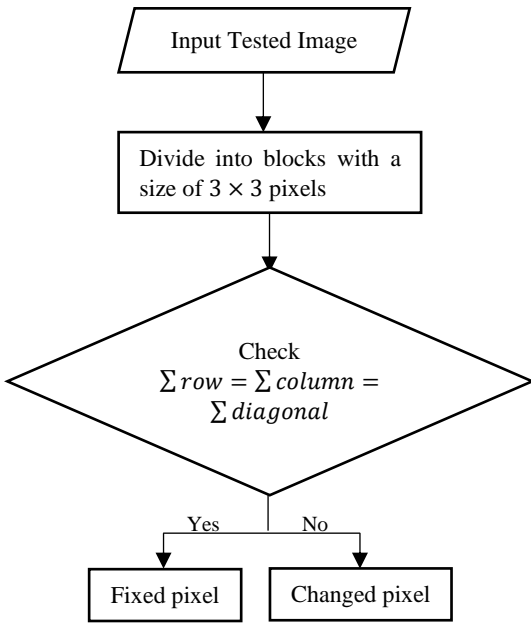 Input Tested Image
Divide into blocks with a
size of 3 × 3 pixels
Check
∑ row = ∑ column =
∑ diagonal
Yes
No
Fixed pixel
Changed pixel